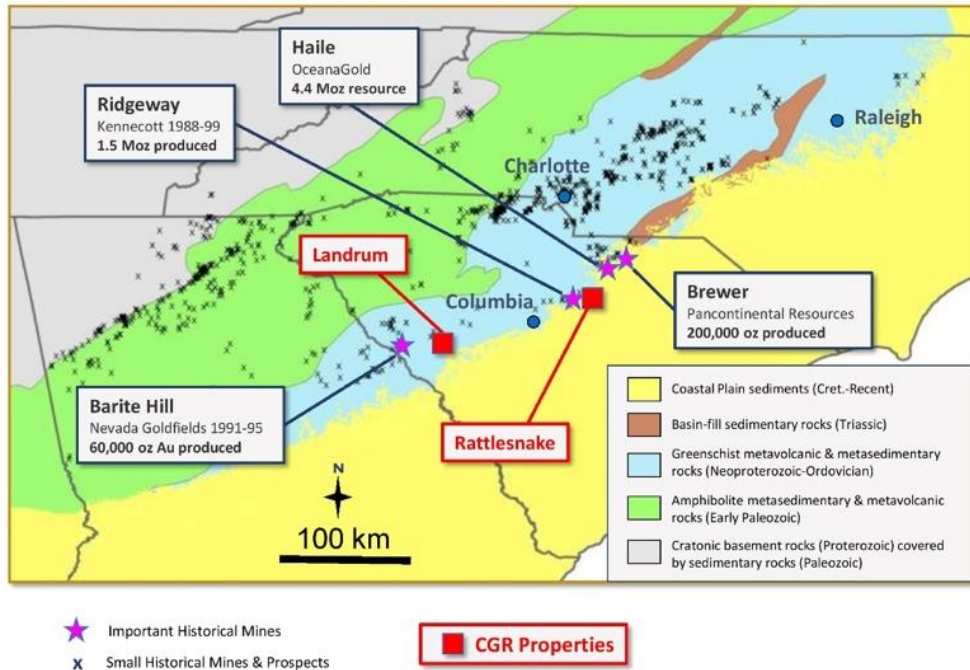 Haile
OceanaGold
4.4 Moz resource
Ridgeway
Kennecott 1988-99
1.5 Moz produced
Raleigh
Charlotte
Landrum
Columbia
Brewer
Pancontinental Resources
200,000 oz produced
Barite Hill
Nevada Goldfields 1991-95
60,000 oz Au produced
Rattlesnake
N
100 km
Coastal Plain sediments (Cret.-Recent)
Basin-fill sedimentary rocks (Triassic)
Greenschist metavolcanic & metasedimentary
rocks (Neoproterozoic-Ordovician)
Amphibolite metasedimentary & metavolcanic
rocks (Early Paleozoic)
Cratonic basement rocks (Proterozoic) covered
by sedimentary rocks (Paleozoic)
Important Historical Mines
x Small Historical Mines & Prospects
CGR Properties